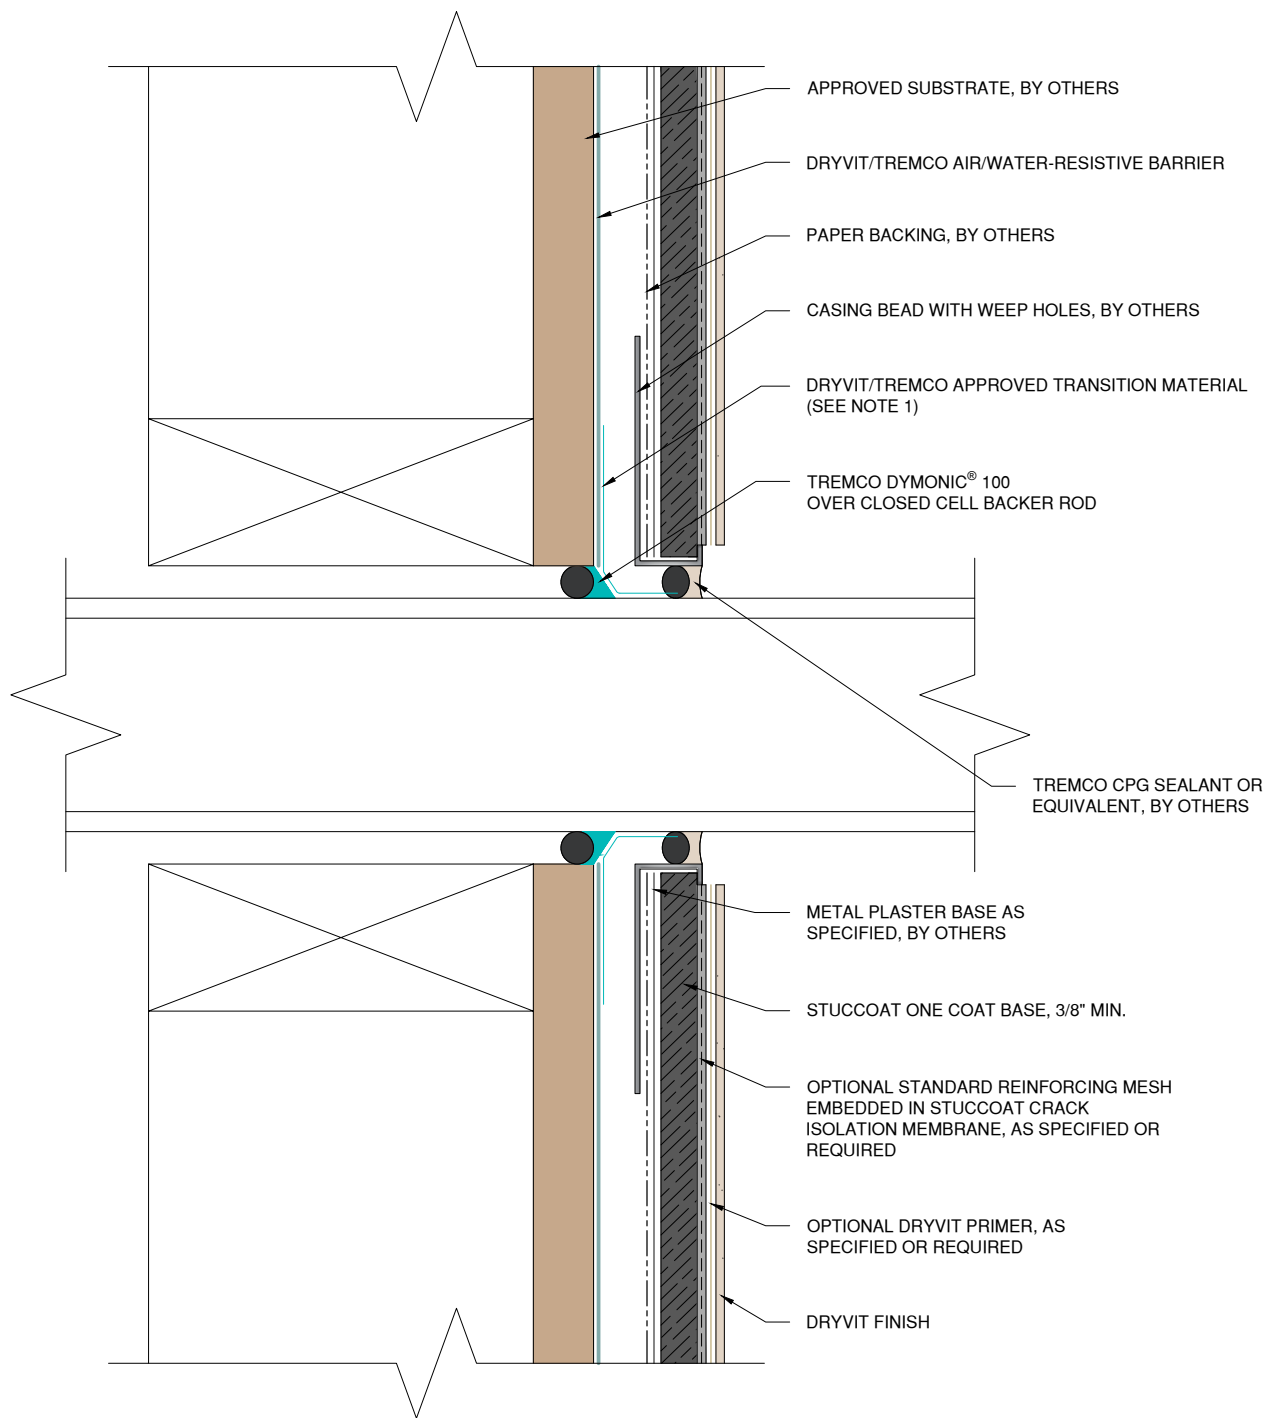 APPROVED SUBSTRATE, BY OTHERS
DRYVIT/TREMCO AIR/WATER-RESISTIVE BARRIER
PAPER BACKING, BY OTHERS
CASING BEAD WITH WEEP HOLES, BY OTHERS
DRYVIT/TREMCO APPROVED TRANSITION MATERIAL
(SEE NOTE 1)
TREMCO DYMONIC® 100
OVER CLOSED CELL BACKER ROD
TREMCO CPG SEALANT OR
EQUIVALENT, BY OTHERS
METAL PLASTER BASE AS
SPECIFIED, BY OTHERS
STUCCOAT ONE COAT BASE, 3/8" MIN.
OPTIONAL STANDARD REINFORCING MESH
EMBEDDED IN STUCCOAT CRACK
ISOLATION MEMBRANE, AS SPECIFIED OR
REQUIRED
OPTIONAL DRYVIT PRIMER, AS
SPECIFIED OR REQUIRED
DRYVIT FINISH